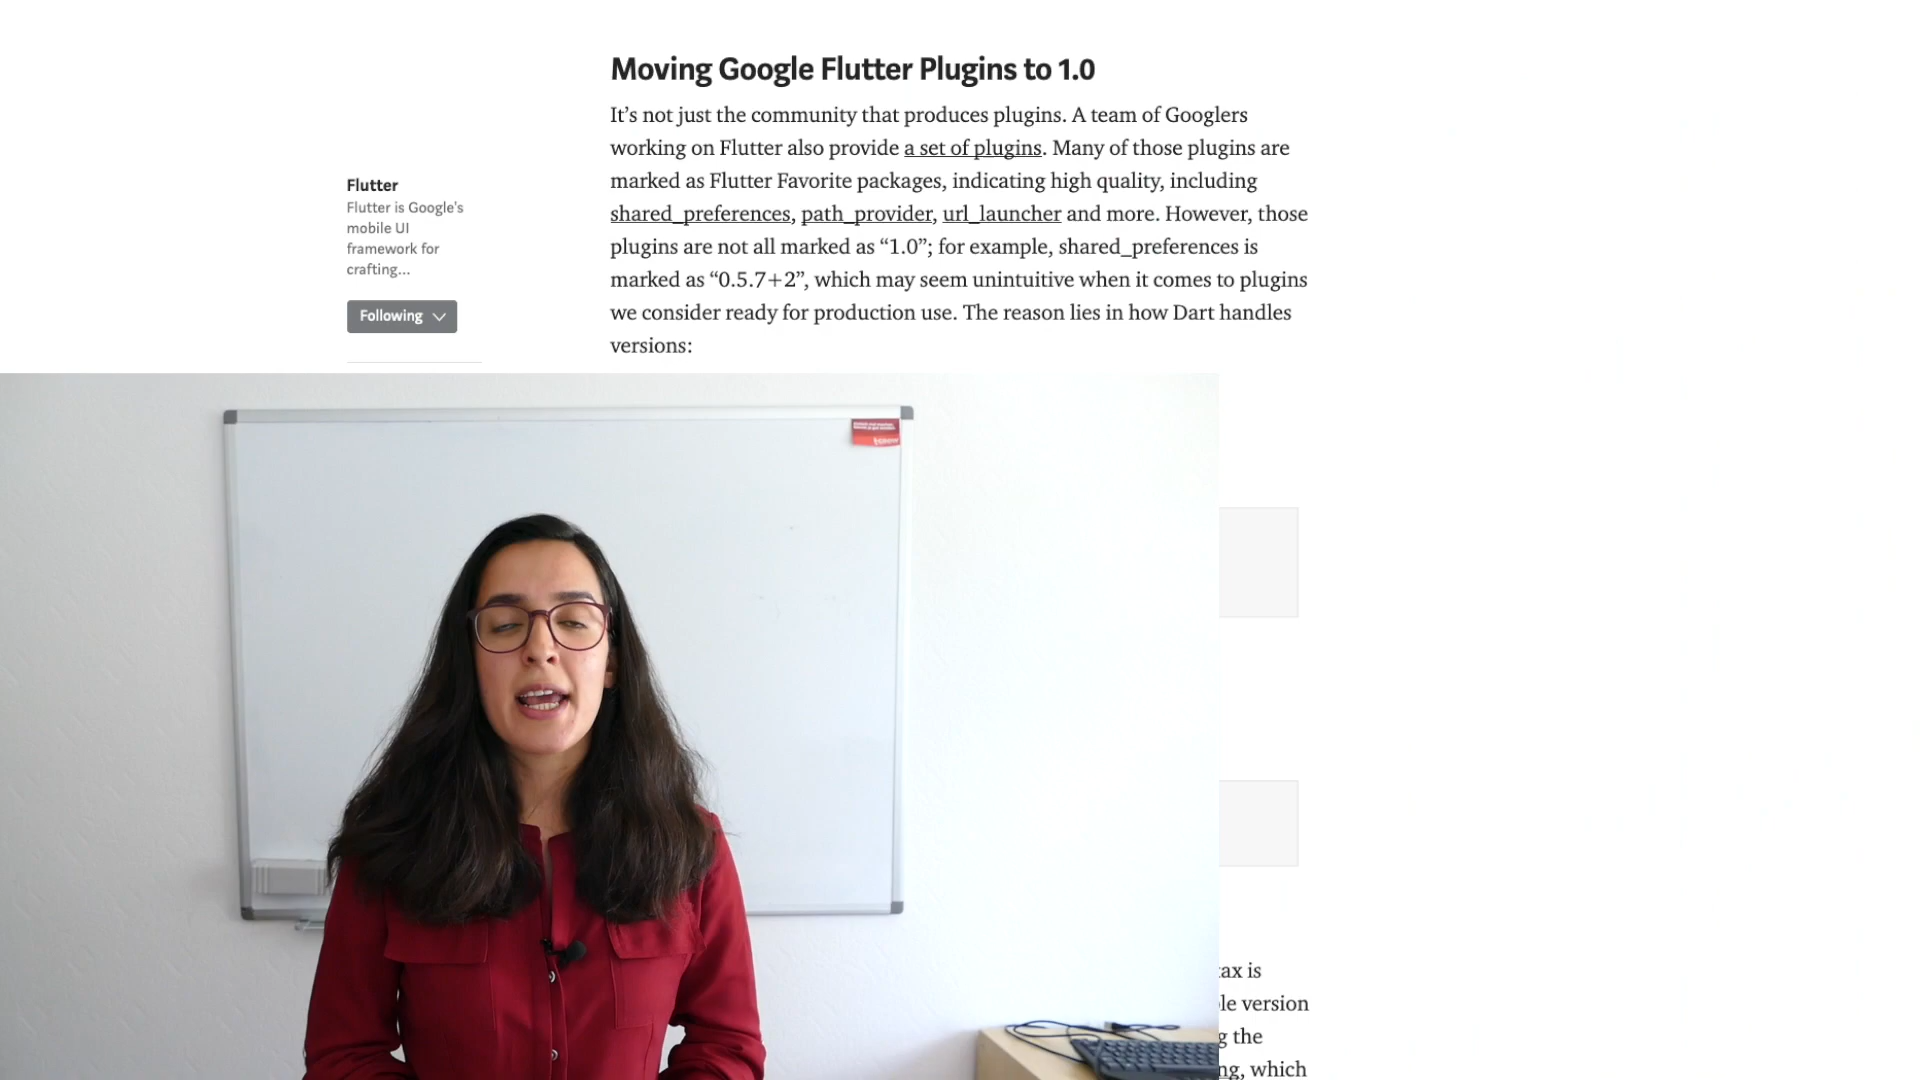 Moving Google Flutter Plugins to 1.0
It’s not just the community that produces plugins. A team of Googlers
working on Flutter also provide a set of plugins. Many of those plugins are
marked as Flutter Favorite packages, indicating high quality, including
shared_preferences, path_provider, url_launcher and more. However, those
plugins are not all marked as “1.0”; for example, shared_preferences is
marked as “0.5.7+2”, which may seem unintuitive when it comes to plugins
we consider ready for production use. The reason lies in how Dart handles
versions:
Flutter
Flutter is Google's
mobile UI
framework for
crafting...
Following
is
version
the
which